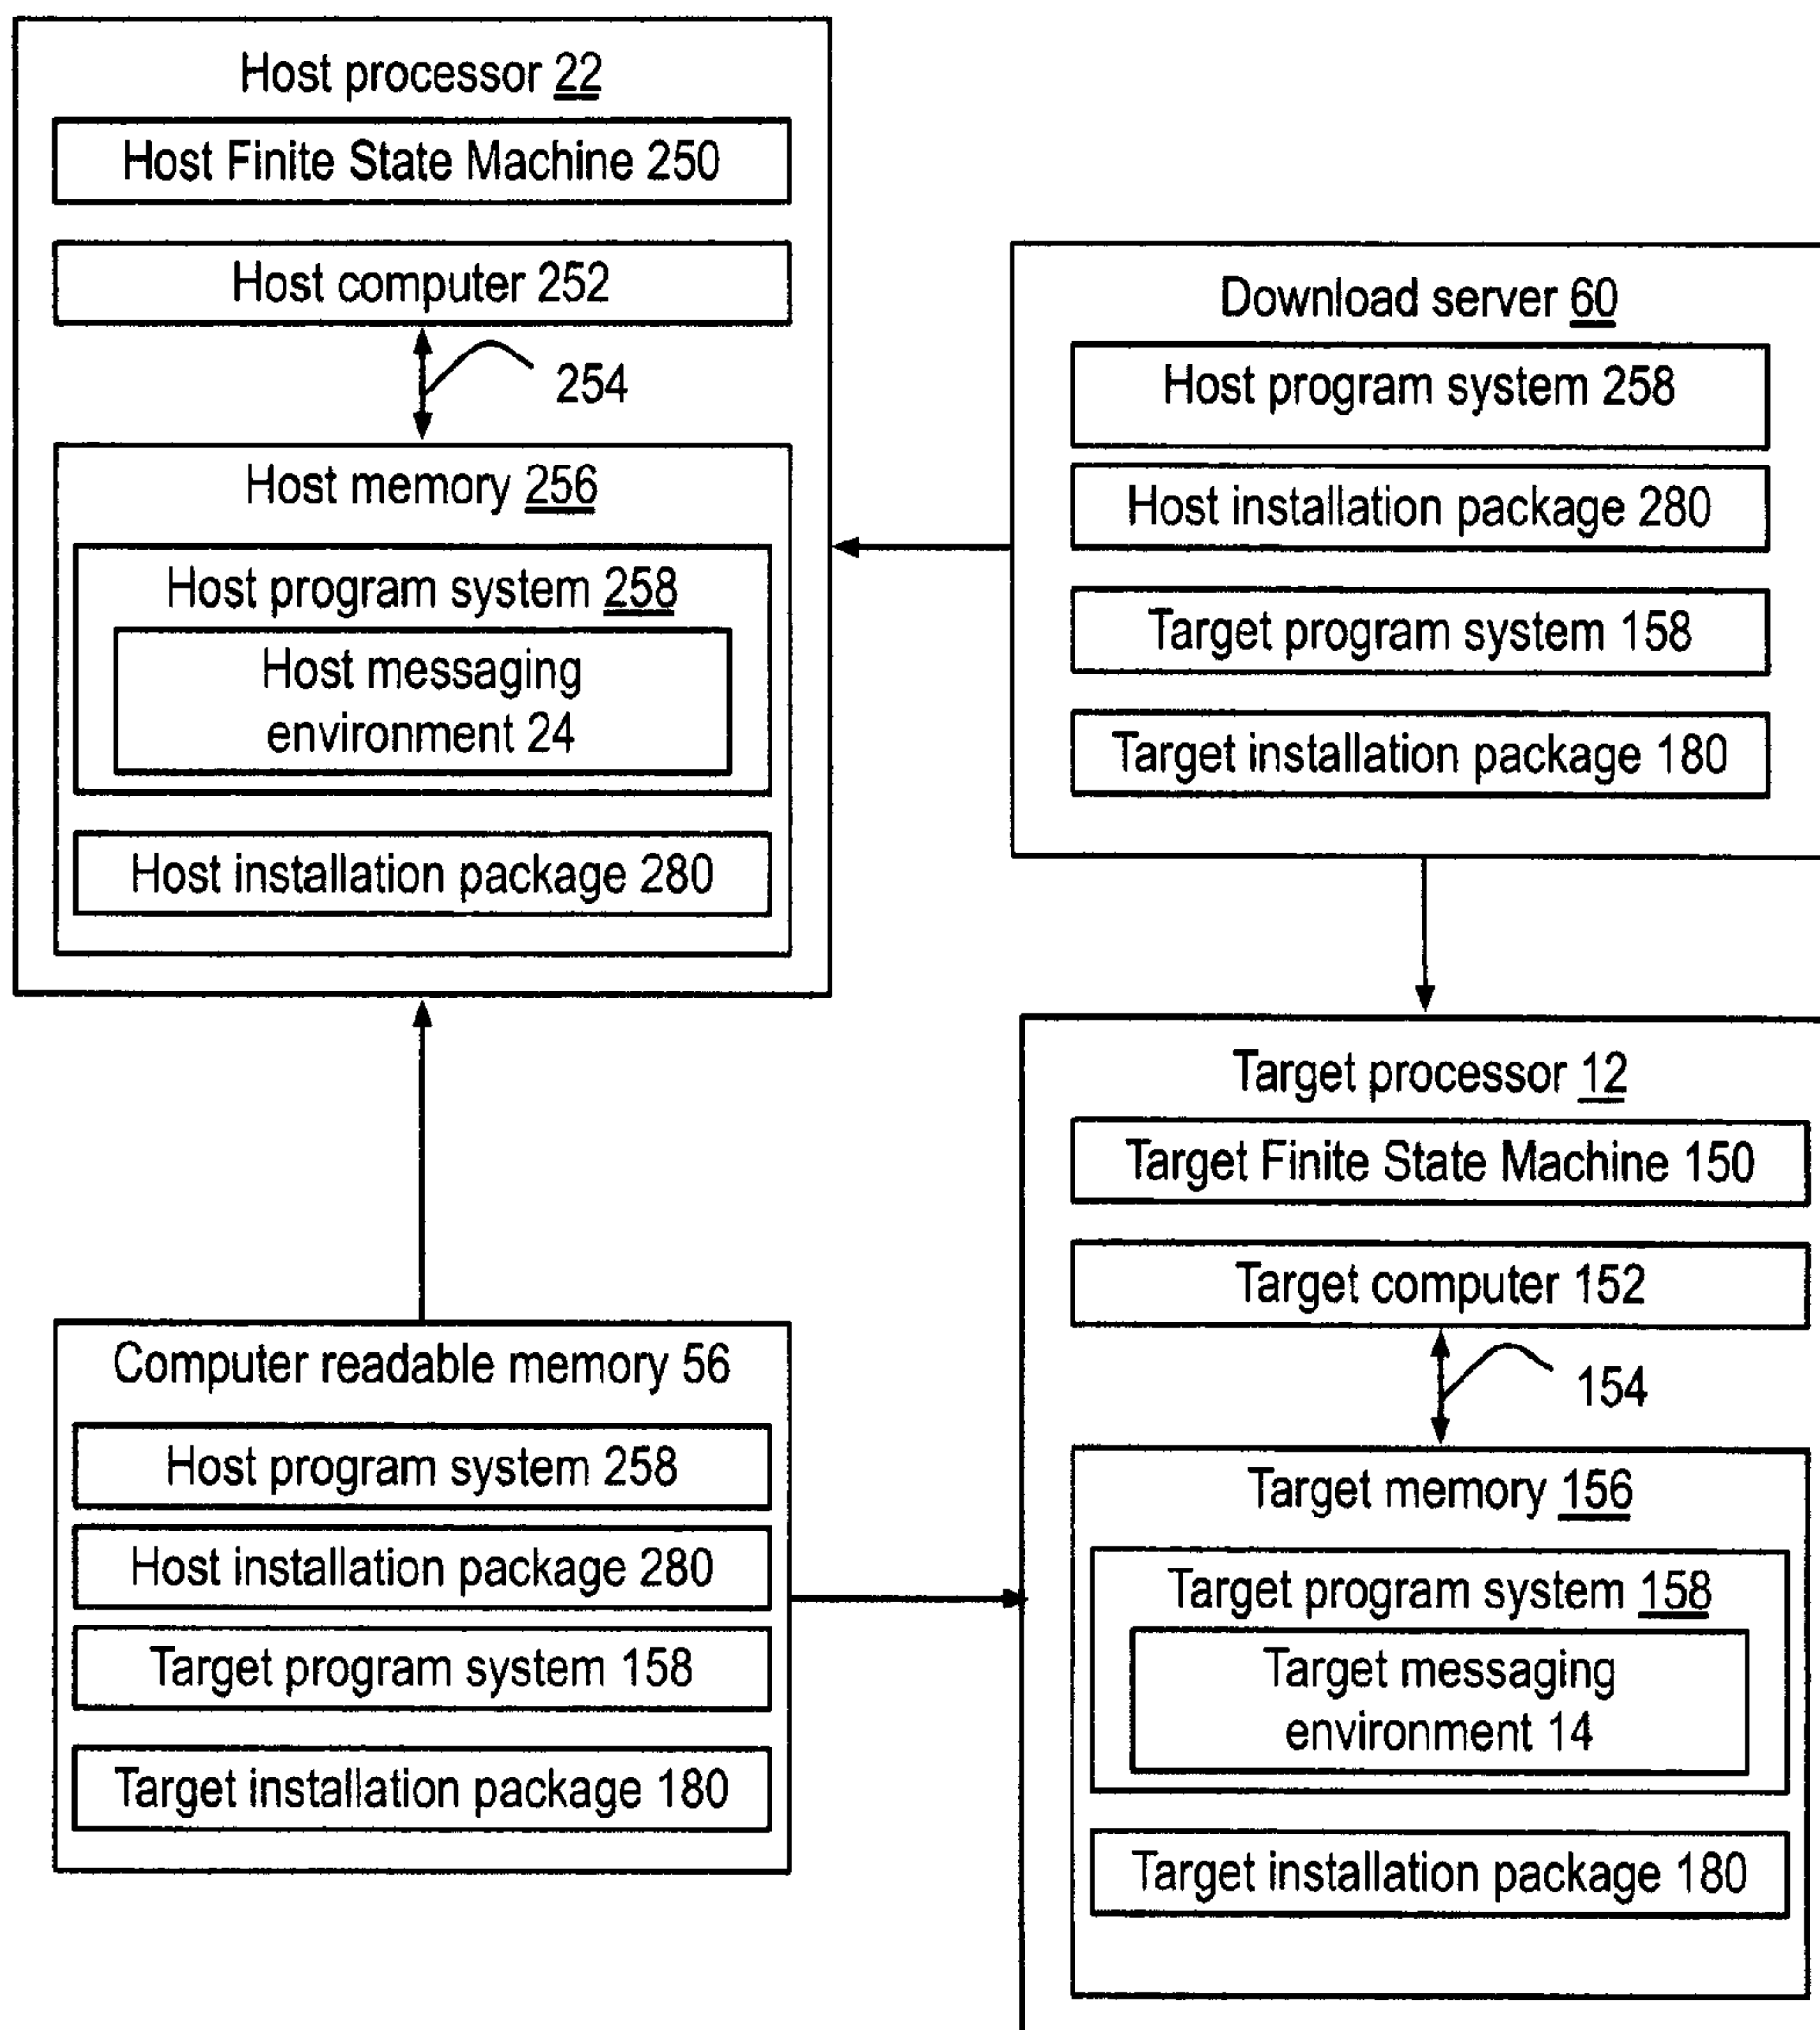 Host processor 22
Host Finite State Machine 250
Host computer 252
254
Host memory 256
Host program system 258
Host messaging
environment 24
Host installation package 280
Download server 60
Host program system 258
Host installation package 280
Target program system 158
Target installation package 180
Computer readable memory 56
Host program system 258
Host installation package 280
Target program system 158
Target installation package 180
Target processor 12
Target Finite State Machine 150
Target computer 152
154
Target memory 156
Target program system 158
Target messaging
environment 14
Target installation package 180